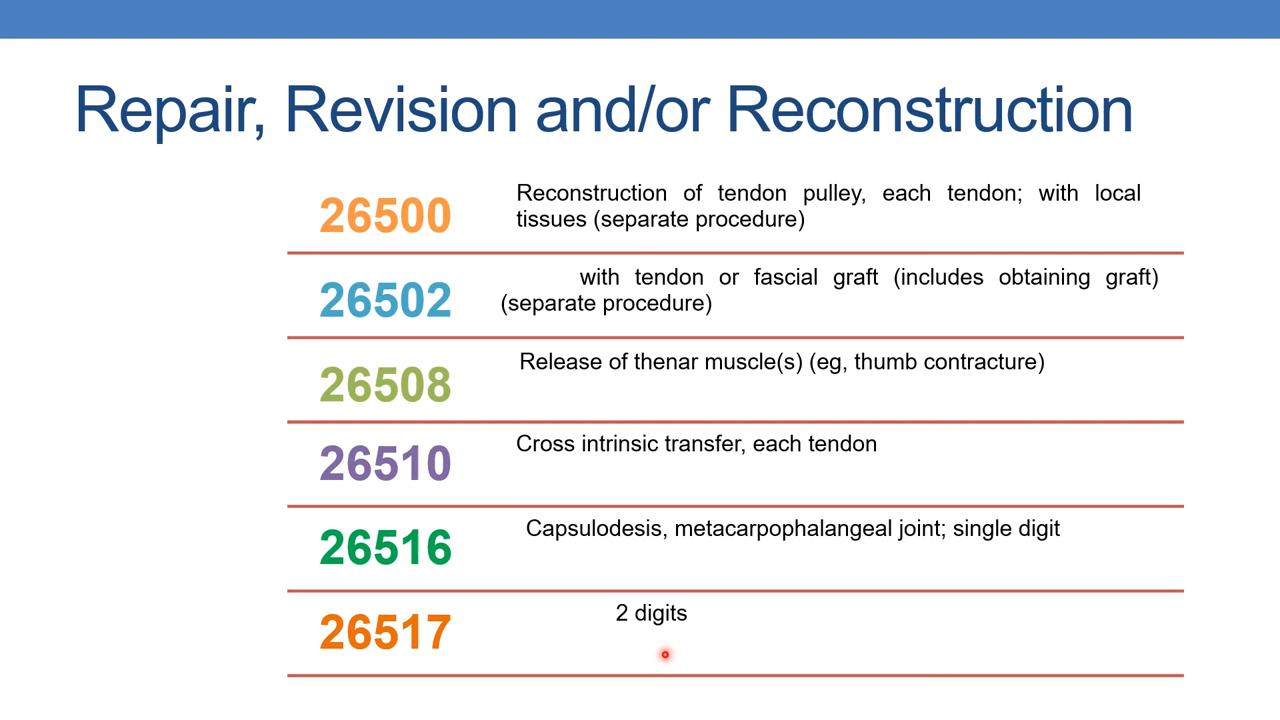 Repair, Revision and/or Reconstruction
26500
Reconstruction of tendon pulley, each tendon; with local
tissues (separate procedure)
26502
with tendon or fascial graft (includes obtaining graft)
(separate procedure)
26508
Release of thenar muscle(s) (eg, thumb contracture)
26510
Cross intrinsic transfer, each tendon
26516
Capsulodesis, metacarpophalangeal joint; single digit
26517
2 digits